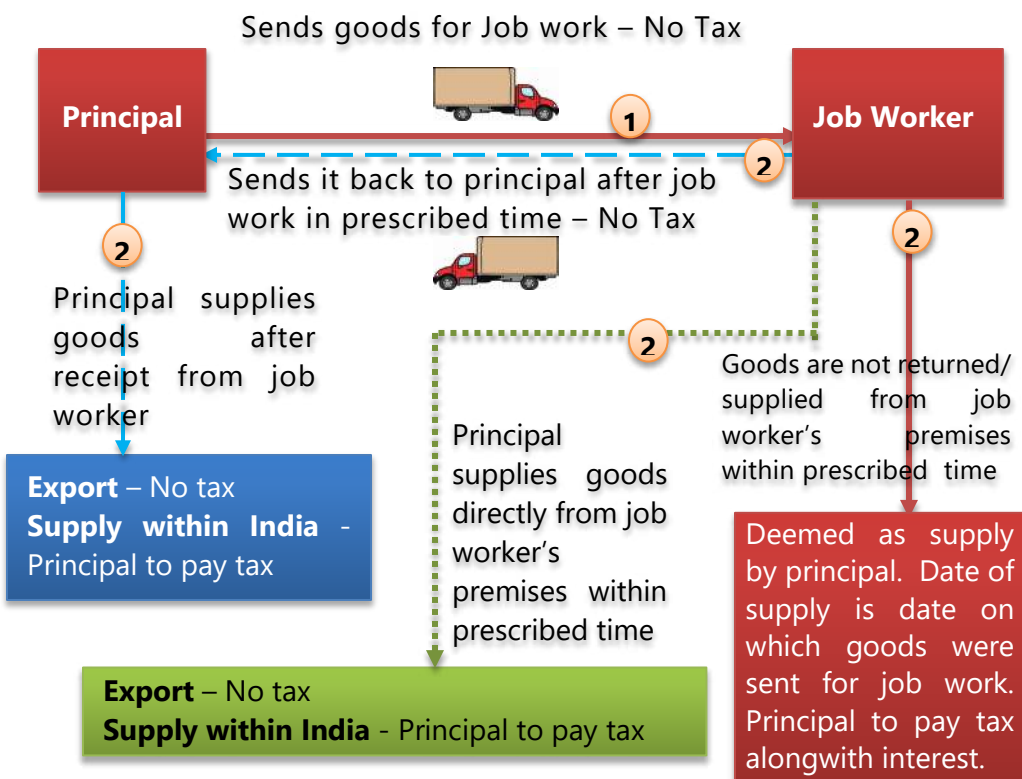 Sends goods for Job work – No Tax
Principal
1
Job Worker
2
Sends it back to principal after job
work in prescribed time – No Tax
2
Principal supplies
goods after
receipt from job
worker
2
2
Goods are not returned/
supplied from job
worker's premises
within prescribed time
Principal
supplies goods
directly from job
worker's
premises within
prescribed time
Export – No tax
Supply within India -
Principal to pay tax
Deemed as supply
by principal. Date of
supply is date on
which goods were
sent for job work.
Principal to pay tax
alongwith interest.
Export – No tax
Supply within India - Principal to pay tax